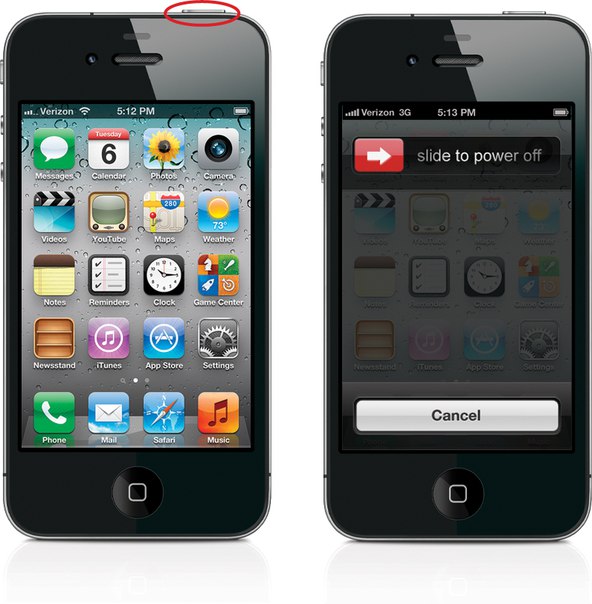 Verizon 5:12 PM
Tuesday
6
Messages Calendar Photos Camera
280
73°
Videos YouTube Maps Weather
Notes Reminders Clock Game Center
Newsstand iTunes App Store Settings
Phone Mail Safari Music
Verizon 3G 5:13 PM
slide to power off
Videos YouTube Maps Weather
Notes Reminders Clock Game Center
Newsstand iTunes App Store Settings
Cancel